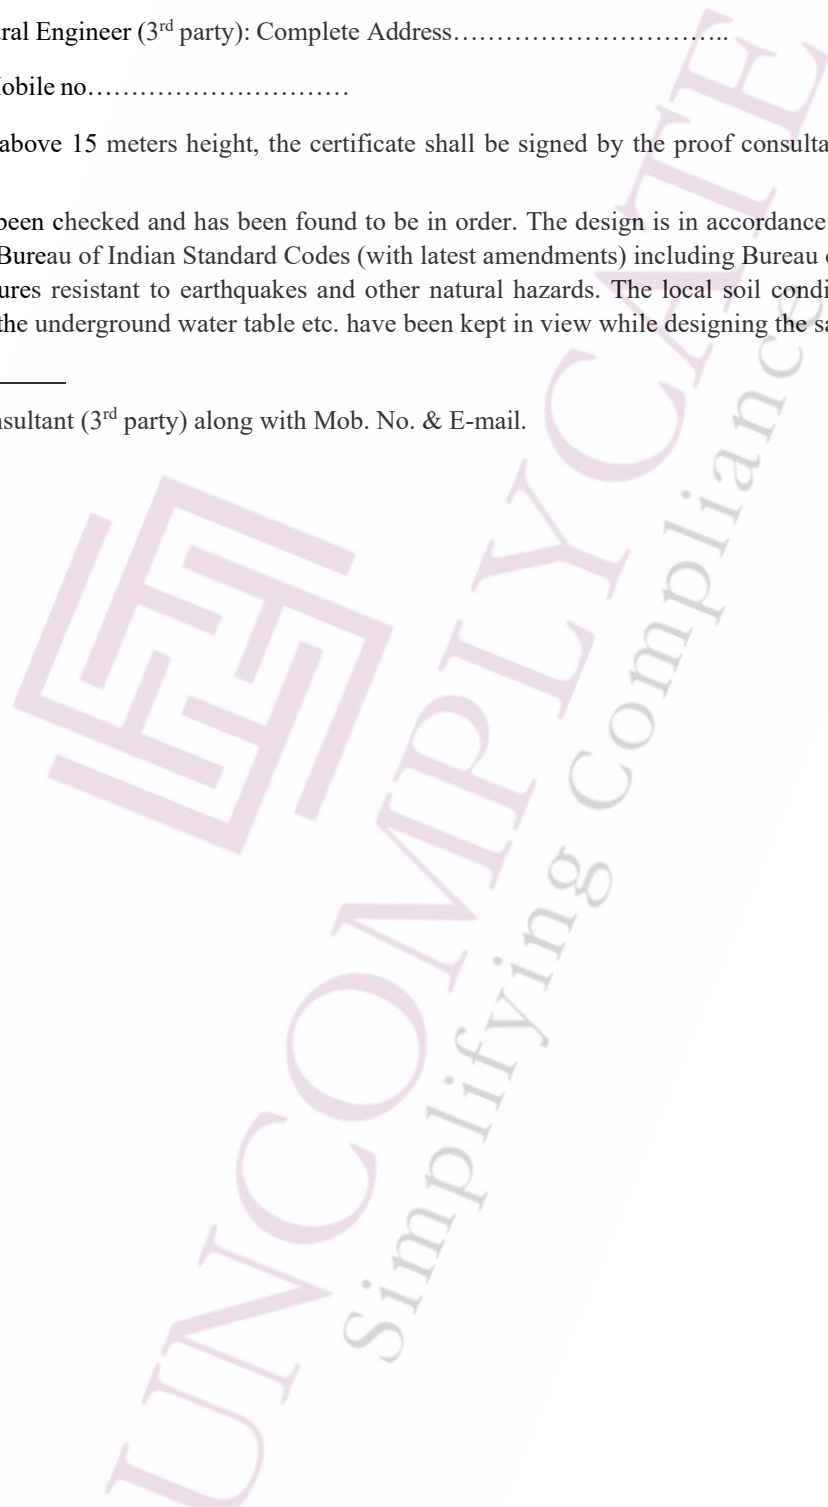 ral Engineer (3rd party): Complete Address…………………………..
obile no…………………………
above 15 meters height, the certificate shall be signed by the proof consulta
been checked and has been found to be in order. The design is in accordance
Bureau of Indian Standard Codes (with latest amendments) including Bureau
ures resistant to earthquakes and other natural hazards. The local soil condi
the underground water table etc. have been kept in view while designing the sa
nsultant (3rd party) along with Mob. No. & E-mail.
UNCOMPLYCATE
Simplifying Compliance